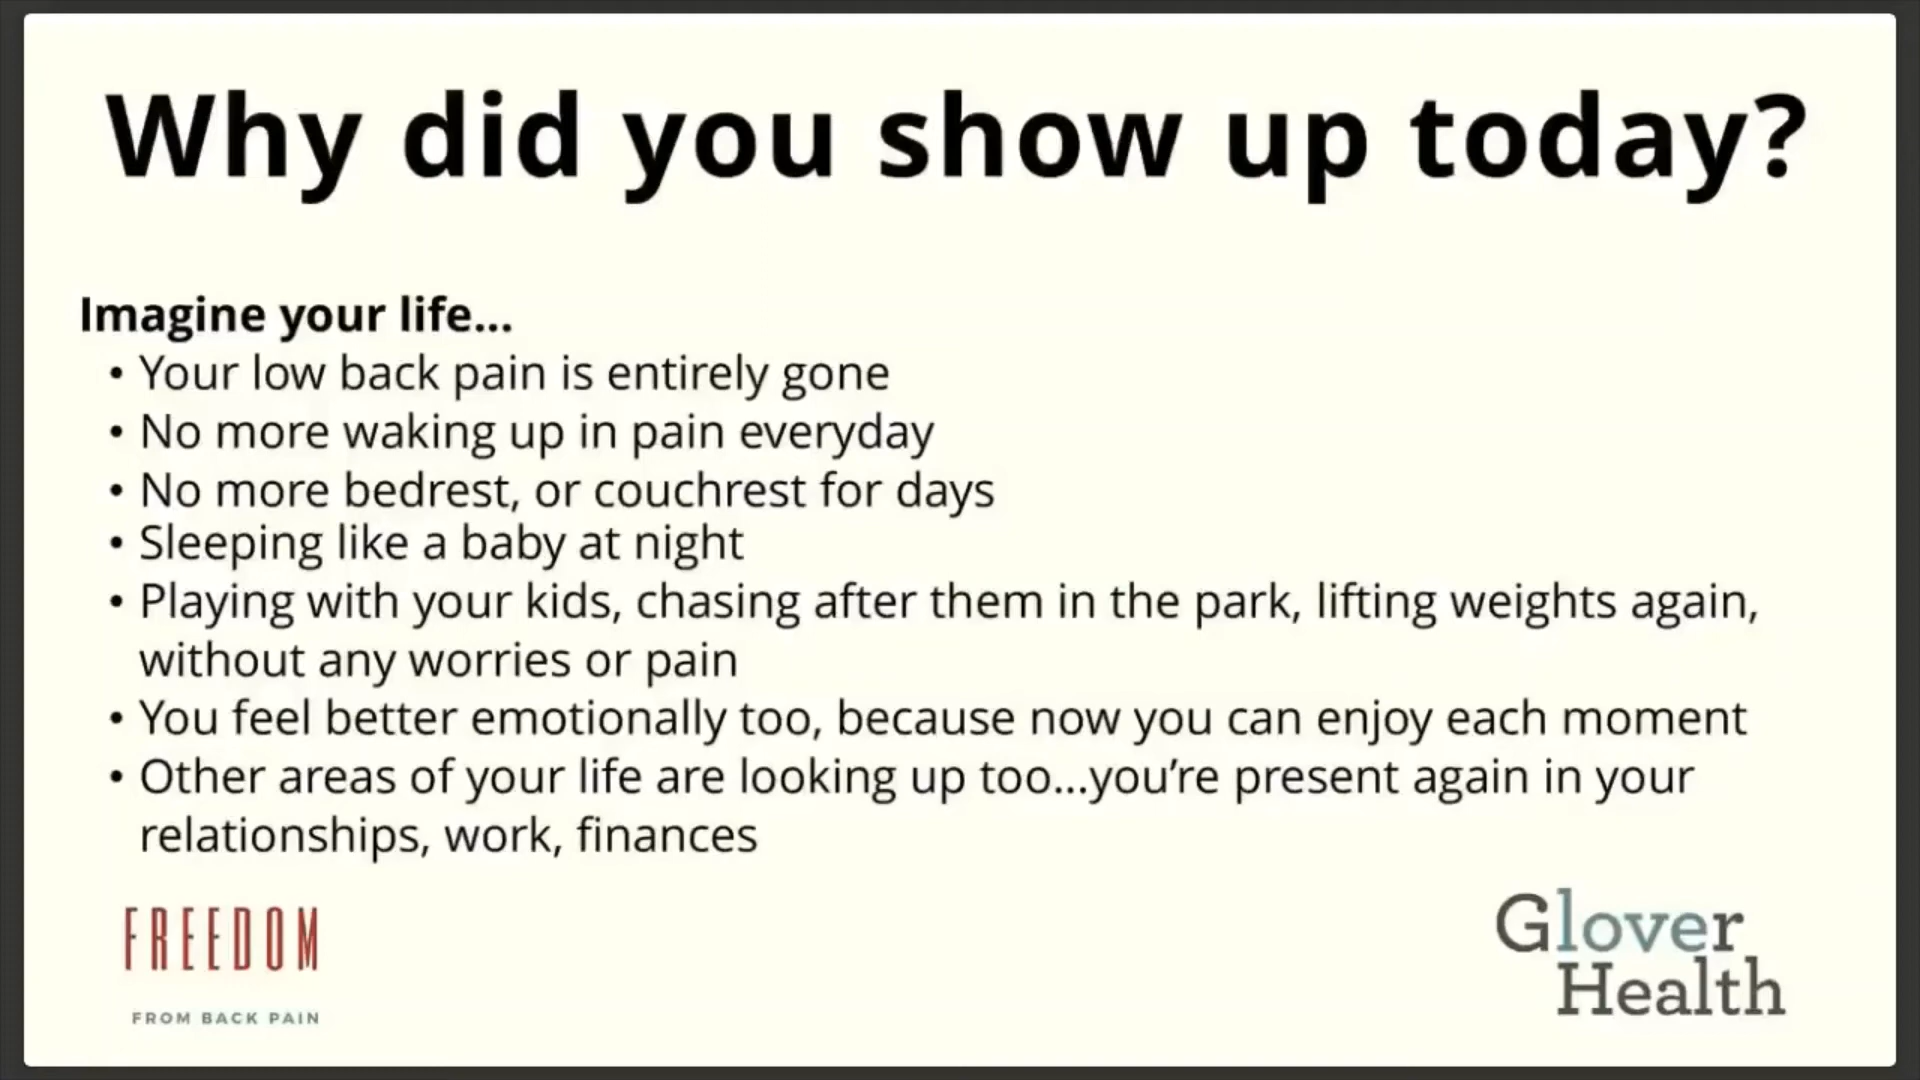 Why did you show up today?
Imagine your life...
• Your low back pain is entirely gone
• No more waking up in pain everyday
• No more bedrest, or couchrest for days
• Sleeping like a baby at night
• Playing with your kids, chasing after them in the park, lifting weights again,
without any worries or pain
• You feel better emotionally too, because now you can enjoy each moment
• Other areas of your life are looking up too...you’re present again in your
relationships, work, finances
FREEDOM
FROM BACK PAIN
Glover
Health